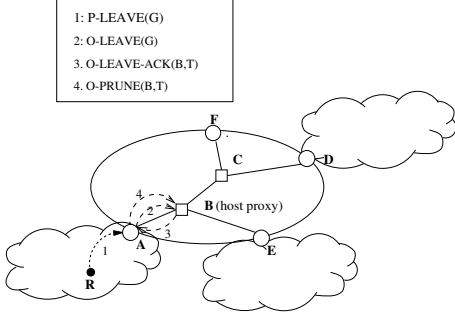 1: P-LEAVE(G)
2: O-LEAVE(G)
3. O-LEAVE-ACK(B,T)
4. O-PRUNE(B,T)
F
C
D
4
2
B (host proxy)
3
A
E
1
R